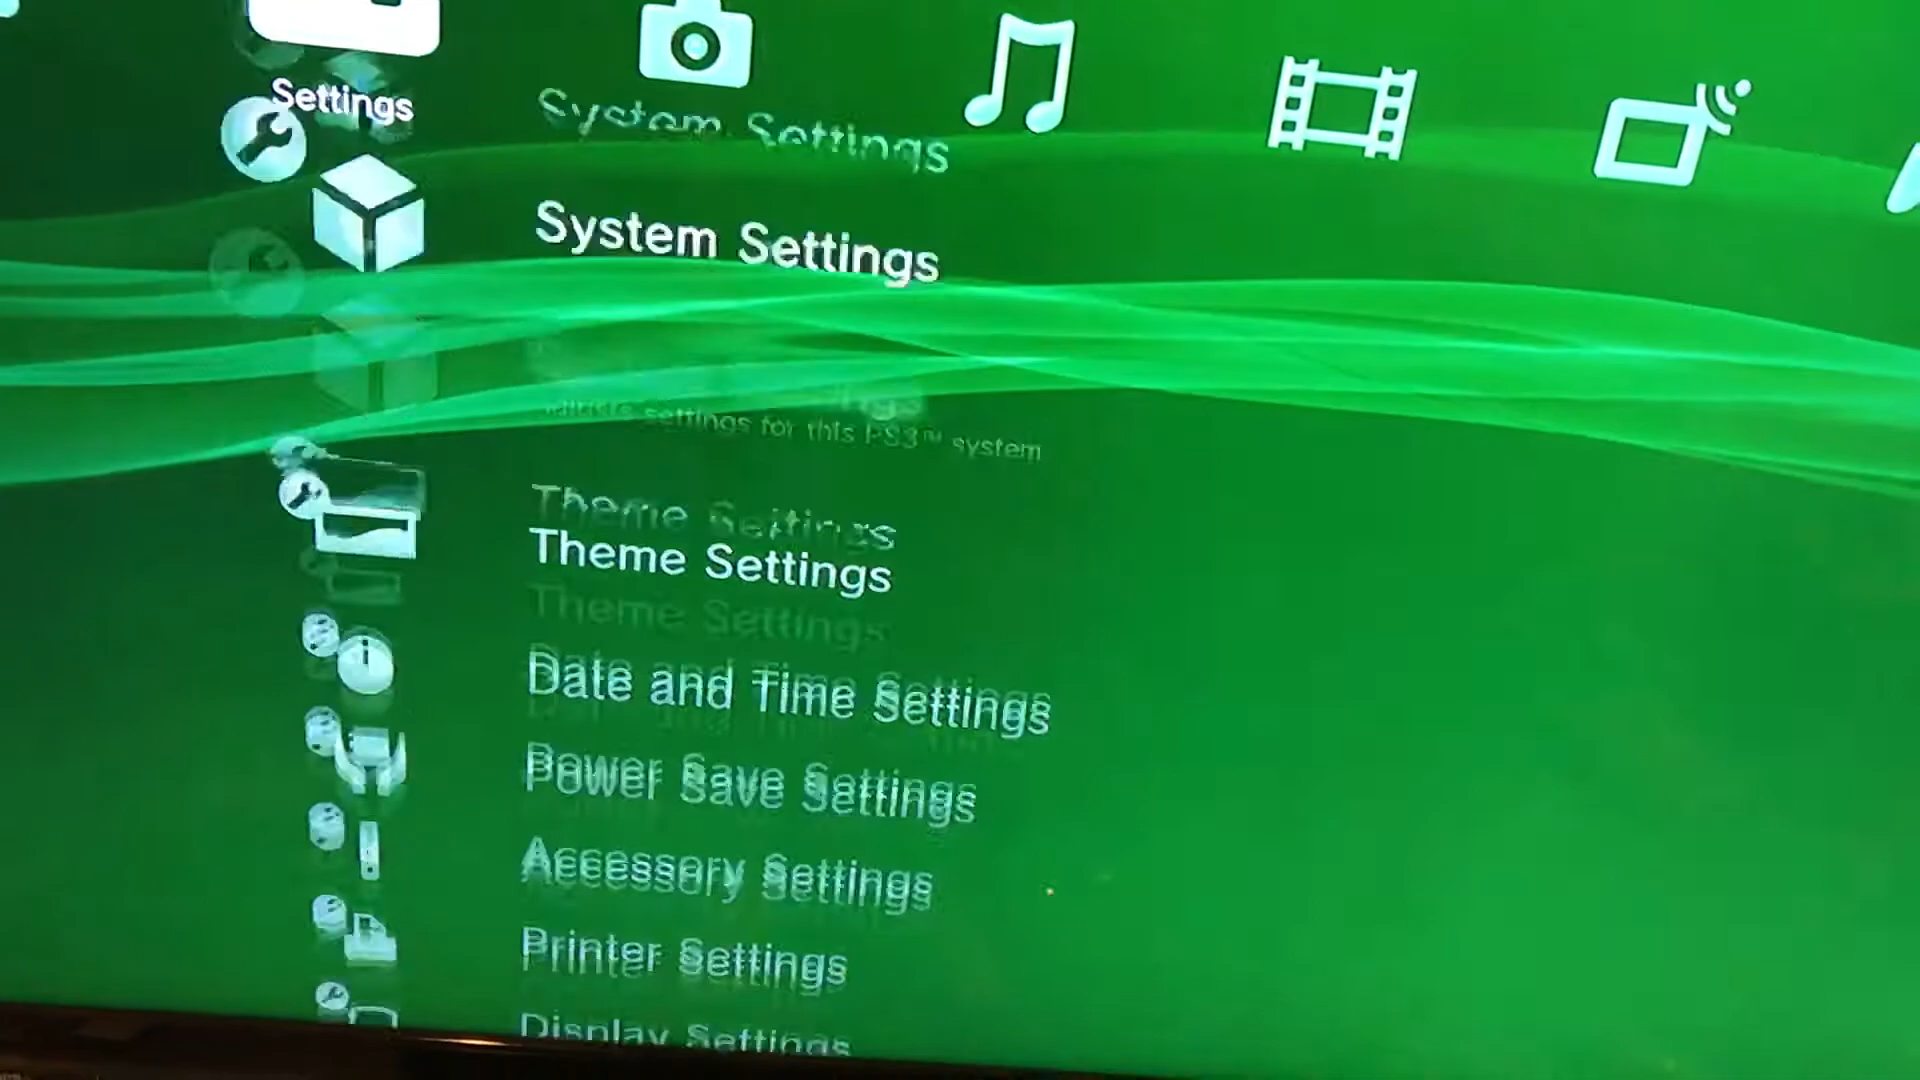 Settings
System Settings
System Settings
settings for this PS3™ system
Theme Settings
Theme Settings
Theme Settings
Date and Time Settings
Power Save Settings
Accessory Settings
Printer Settings
Display Settings